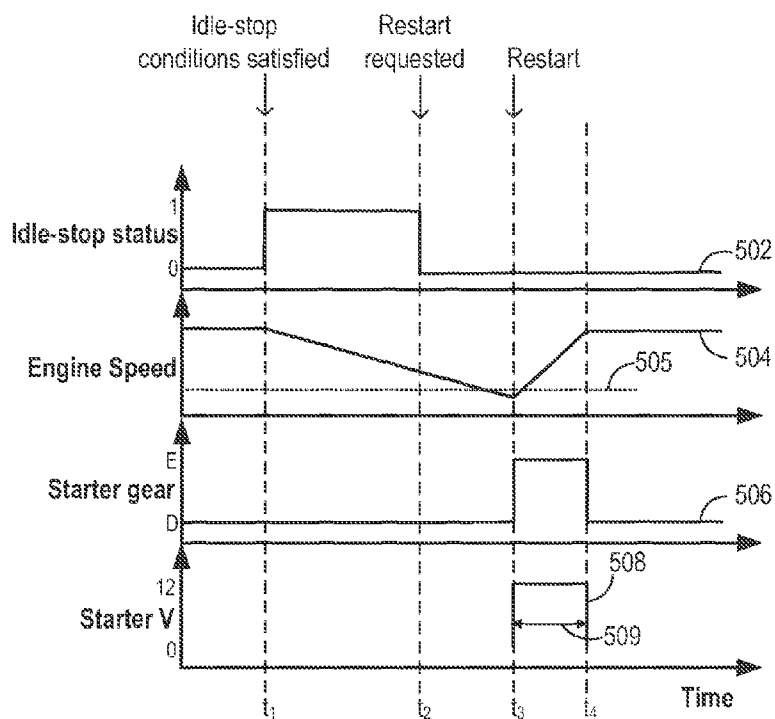 Idle-stop
conditions satisfied
Restart
requested
Restart
1
Idle-stop status
0
502
Engine Speed
504
505
E
Starter gear
D
506
12
Starter V
0
508
509
t1
t2
t3
t4
Time